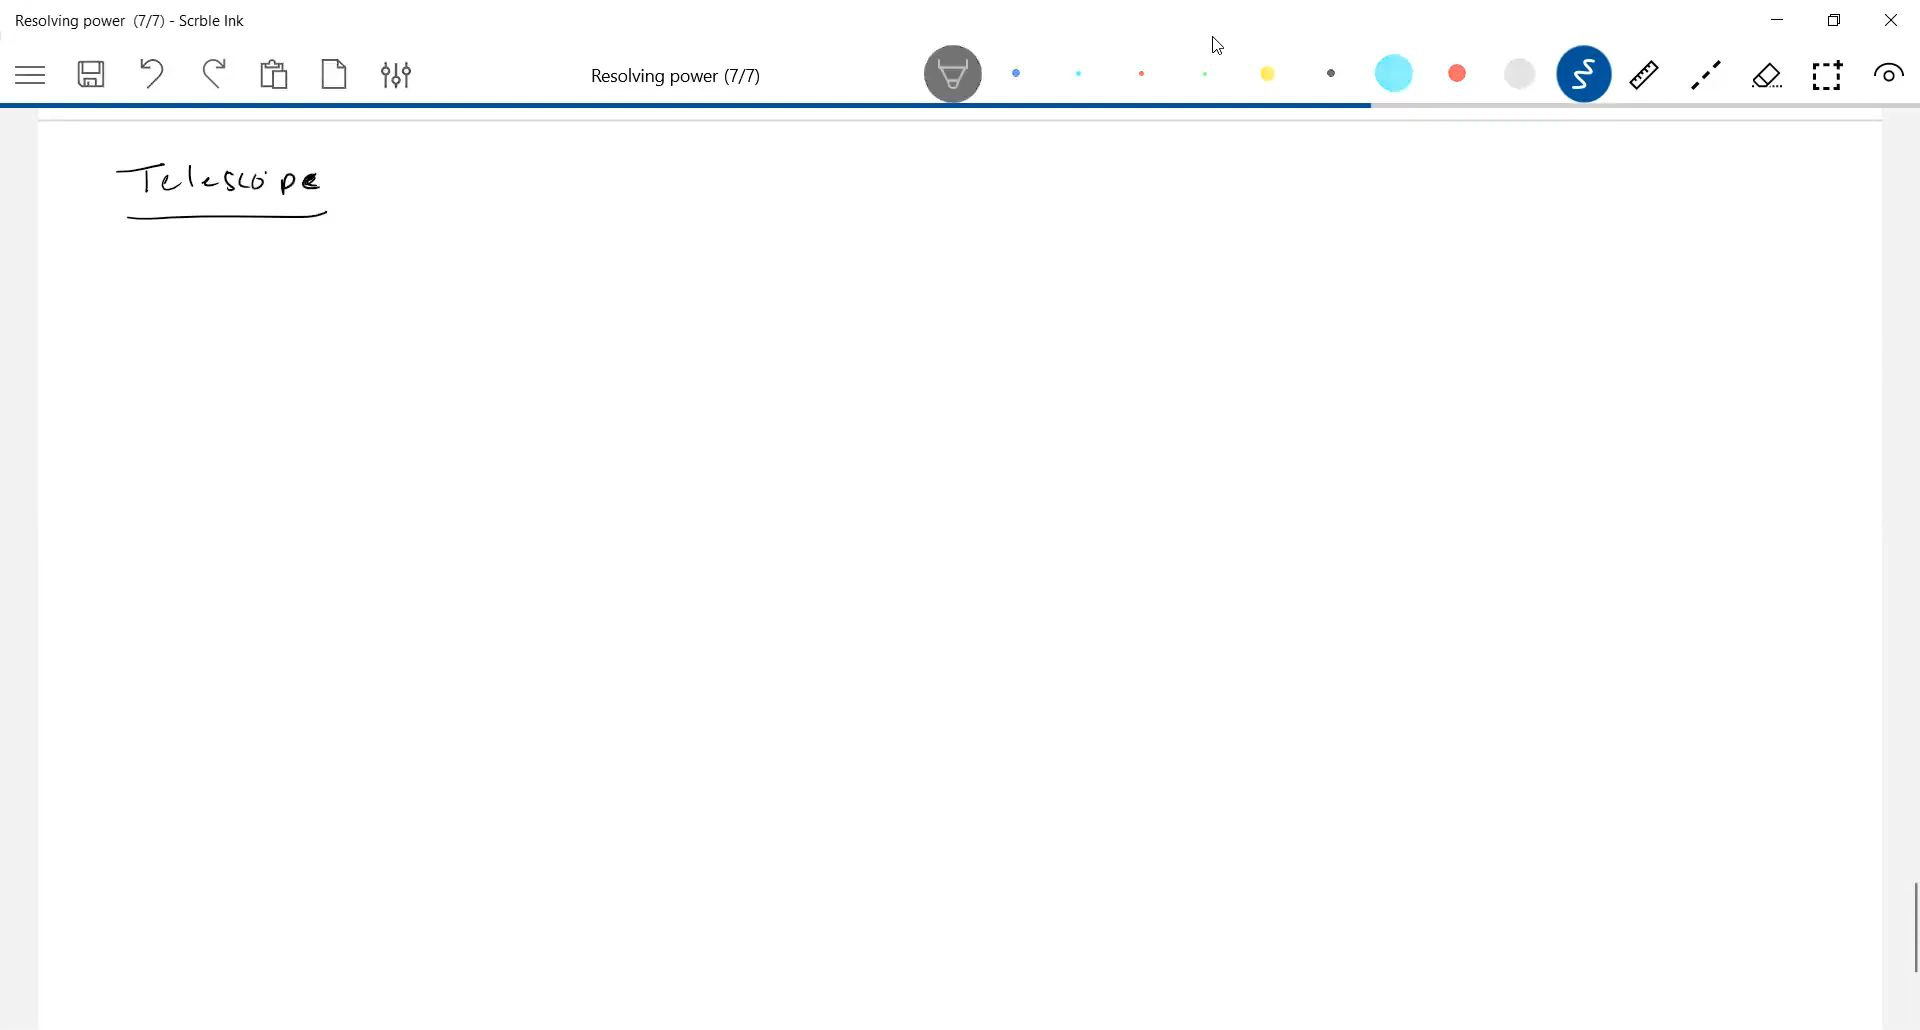 Resolving power (7/7) - Scrble Ink
Resolving power (7/7)
Telescope